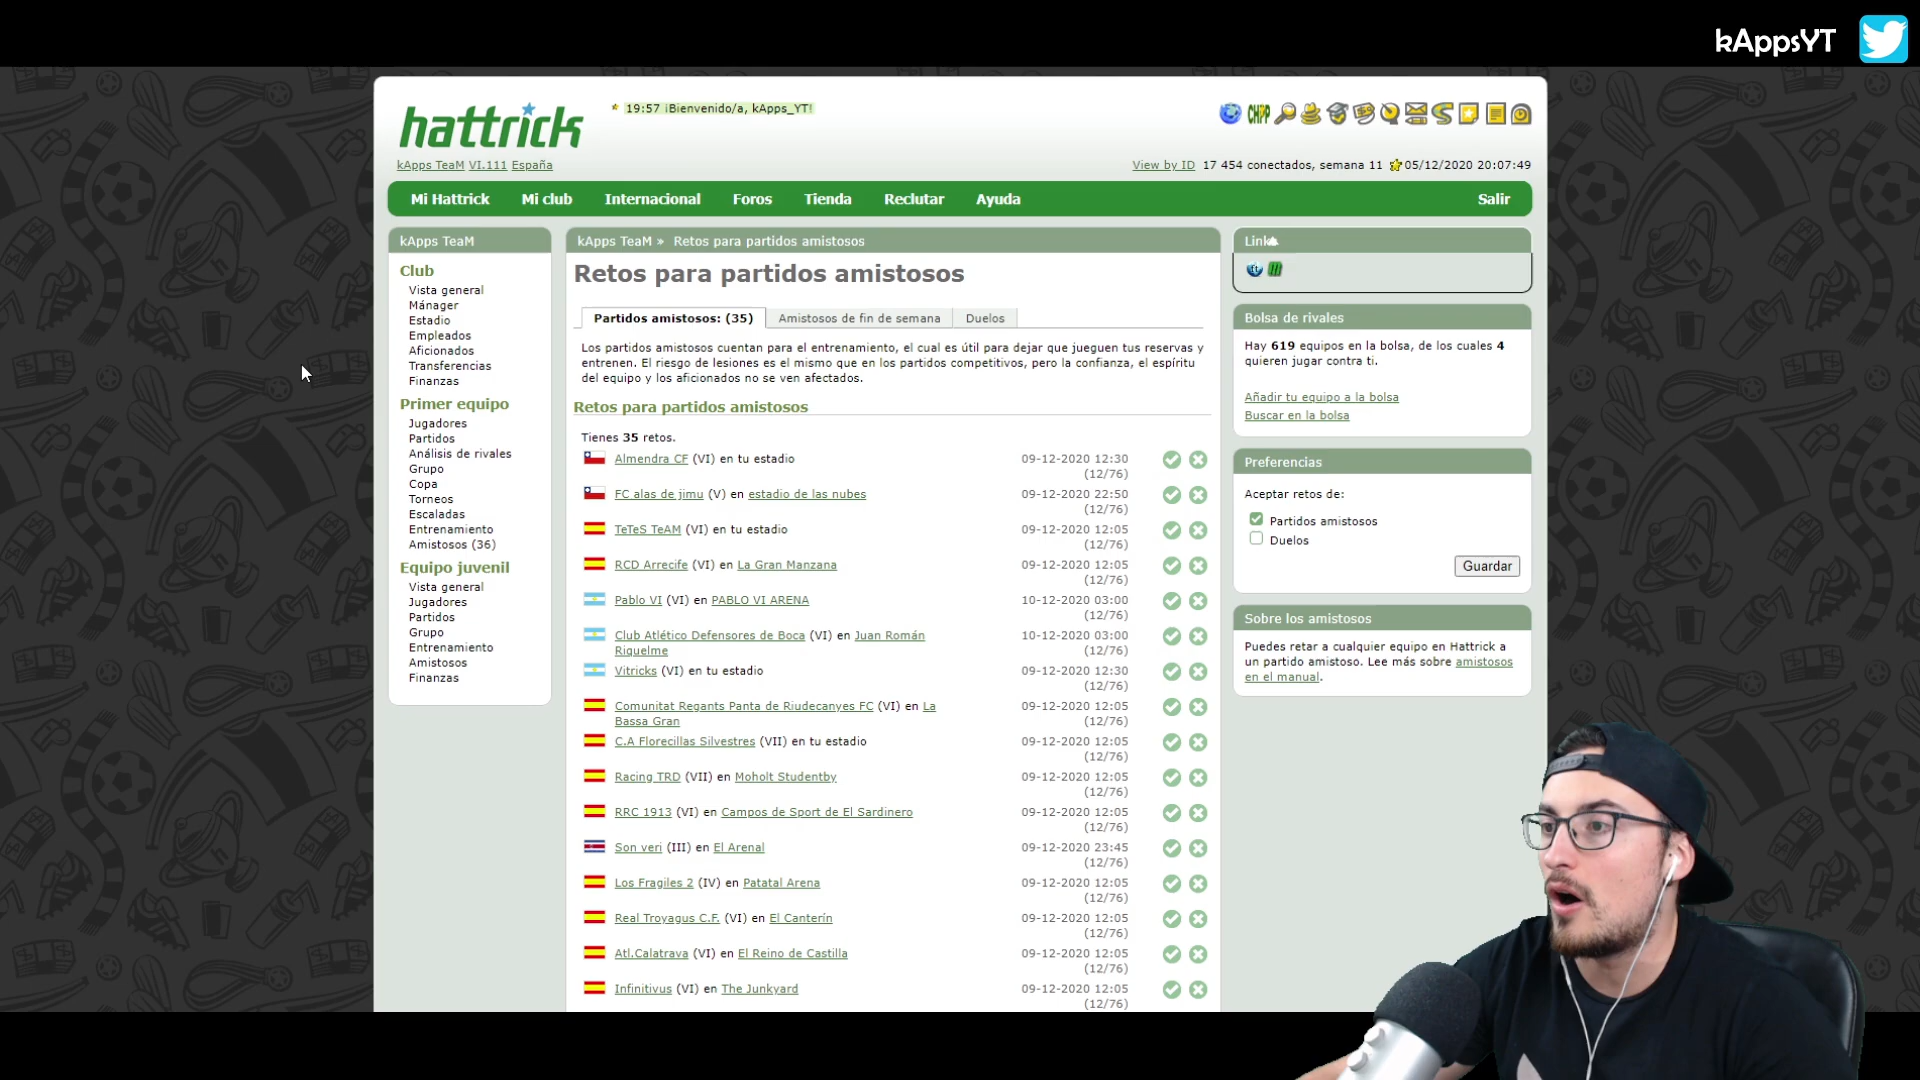 kAppsYT
hattrick
19:57 ¡Bienvenido/a, kApps_YT!
CHPP
kApps TeaM VI.111 España
View by ID 17 454 conectados, semana 11 05/12/2020 20:07:49
Mi Hattrick Mi club Internacional Foros Tienda Reclutar Ayuda Salir
kApps TeaM
Club
Vista general
Mánager
Estadio
Empleados
Aficionados
Transferencias
Finanzas
Primer equipo
Jugadores
Partidos
Análisis de rivales
Grupo
Copa
Torneos
Escaladas
Entrenamiento
Amistosos (36)
Equipo juvenil
Vista general
Jugadores
Partidos
Grupo
Entrenamiento
Amistosos
Finanzas
kApps TeaM » Retos para partidos amistosos
Retos para partidos amistosos
Partidos amistosos: (35) Amistosos de fin de semana Duelos
Los partidos amistosos cuentan para el entrenamiento, el cual es útil para dejar que jueguen tus reservas y
entrenen. El riesgo de lesiones es el mismo que en los partidos competitivos, pero la confianza, el espíritu
del equipo y los aficionados no se ven afectados.
Retos para partidos amistosos
Tienes 35 retos.
Almendra CF (VI) en tu estadio 09-12-2020 12:30
(12/76)
FC alas de jimu (V) en estadio de las nubes 09-12-2020 22:50
(12/76)
TeTeS TeAM (VI) en tu estadio 09-12-2020 12:05
(12/76)
RCD Arrecife (VI) en La Gran Manzana 09-12-2020 12:05
(12/76)
Pablo VI (VI) en PABLO VI ARENA 10-12-2020 03:00
(12/76)
Club Atlético Defensores de Boca (VI) en Juan Román 10-12-2020 03:00
Riquelme (12/76)
Vitricks (VI) en tu estadio 09-12-2020 12:30
(12/76)
Comunitat Regants Panta de Riudecanyes FC (VI) en La 09-12-2020 12:05
Bassa Gran (12/76)
C.A Florecillas Silvestres (VII) en tu estadio 09-12-2020 12:05
(12/76)
Racing TRD (VII) en Moholt Studentby 09-12-2020 12:05
(12/76)
RRC 1913 (VI) en Campos de Sport de El Sardinero 09-12-2020 12:05
(12/76)
Son veri (III) en El Arenal 09-12-2020 23:45
(12/76)
Los Fragiles 2 (IV) en Patatal Arena 09-12-2020 12:05
(12/76)
Real Troyagus C.F. (VI) en El Canterín 09-12-2020 12:05
(12/76)
Atl.Calatrava (VI) en El Reino de Castilla 09-12-2020 12:05
(12/76)
Infinitivus (VI) en The Junkyard 09-12-2020 12:05
(12/76)
Links
Bolsa de rivales
Hay 619 equipos en la bolsa, de los cuales 4
quieren jugar contra ti.
Añadir tu equipo a la bolsa
Buscar en la bolsa
Preferencias
Aceptar retos de:
Partidos amistosos
Duelos
Guardar
Sobre los amistosos
Puedes retar a cualquier equipo en Hattrick a
un partido amistoso. Lee más sobre amistosos
en el manual.